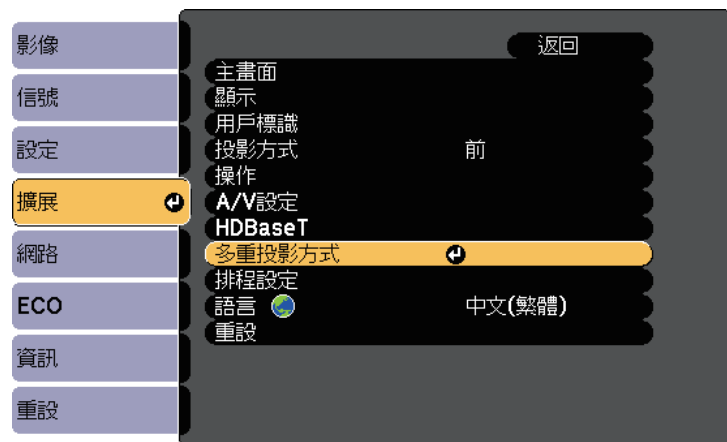 影像
信號
設定
擴展
網路
ECO
資訊
重設
返回
主畫面
顯示
用戶標識
投影方式 前
操作
A/V設定
HDBaseT
多重投影方式
排程設定
語言 中文(繁體)
重設